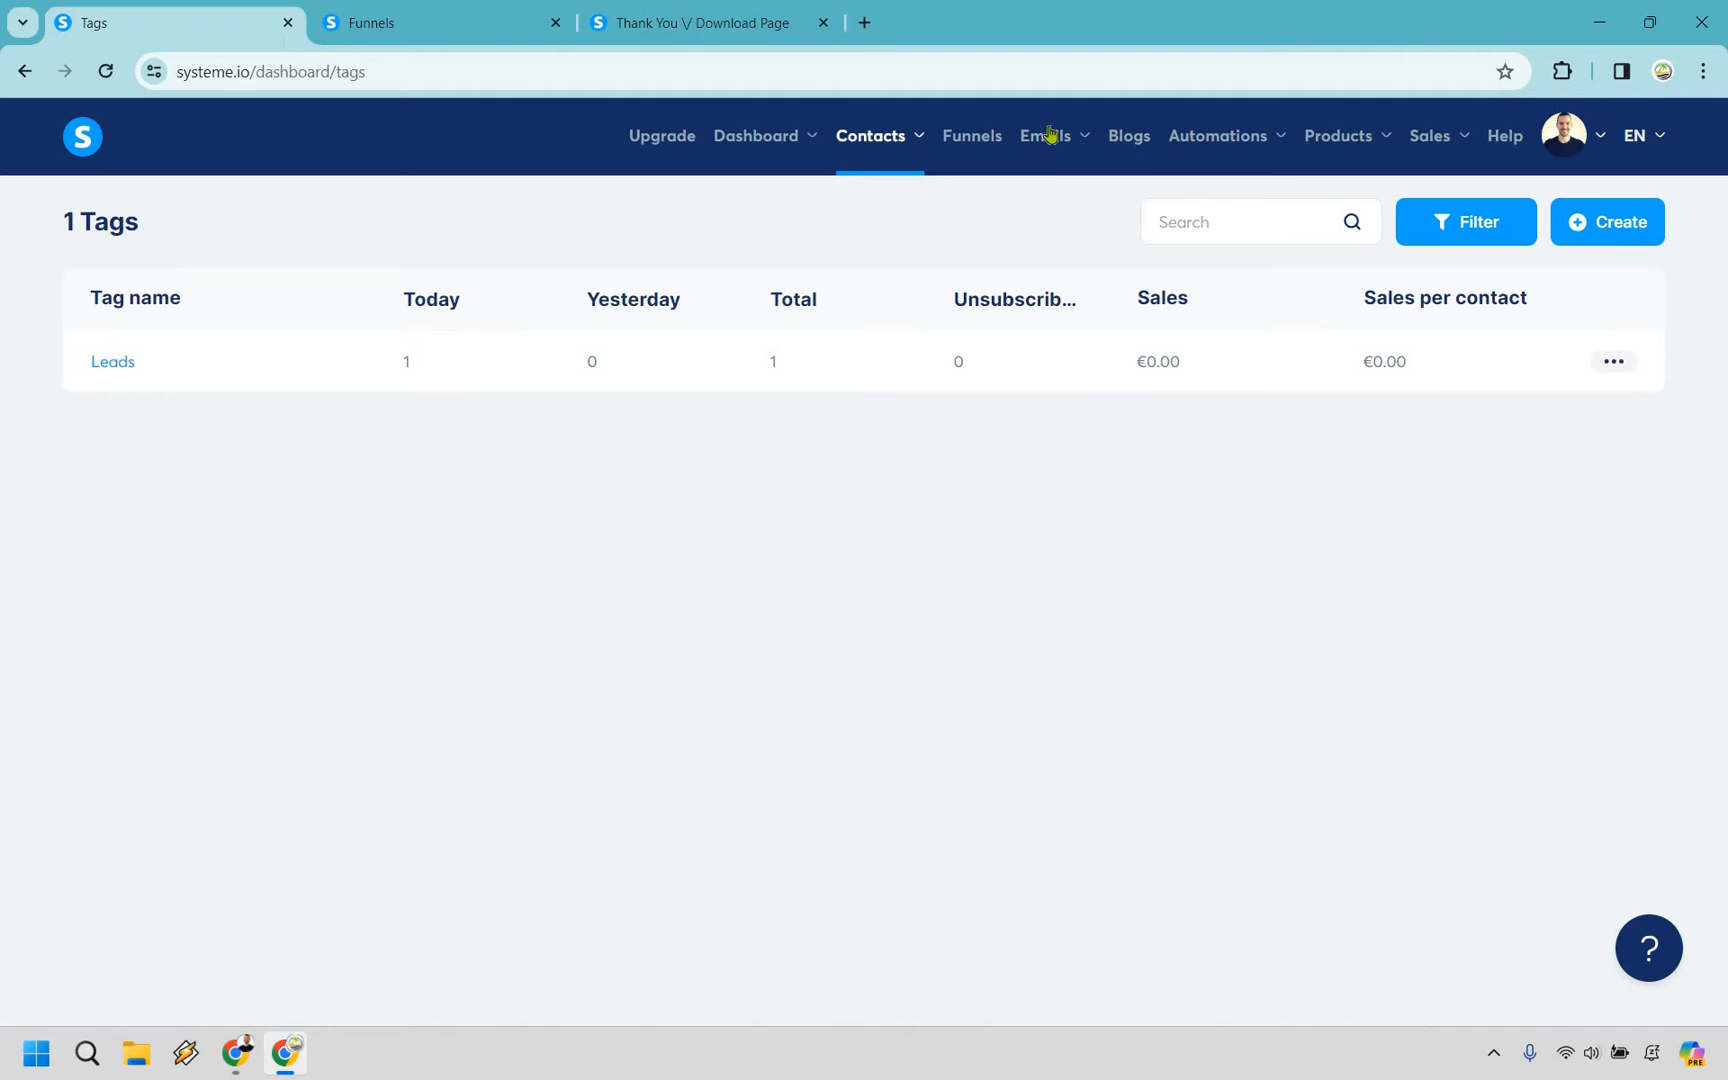 Tags
Funnels
Thank You \/ Download Page
systeme.io/dashboard/tags
S
Upgrade Dashboard Contacts Funnels Emails Blogs Automations Products Sales Help EN
1 Tags
Search
Filter
Create
Tag name Today Yesterday Total Unsubscrib... Sales Sales per contact
Leads 1 0 1 0 €0.00 €0.00
?
PRE